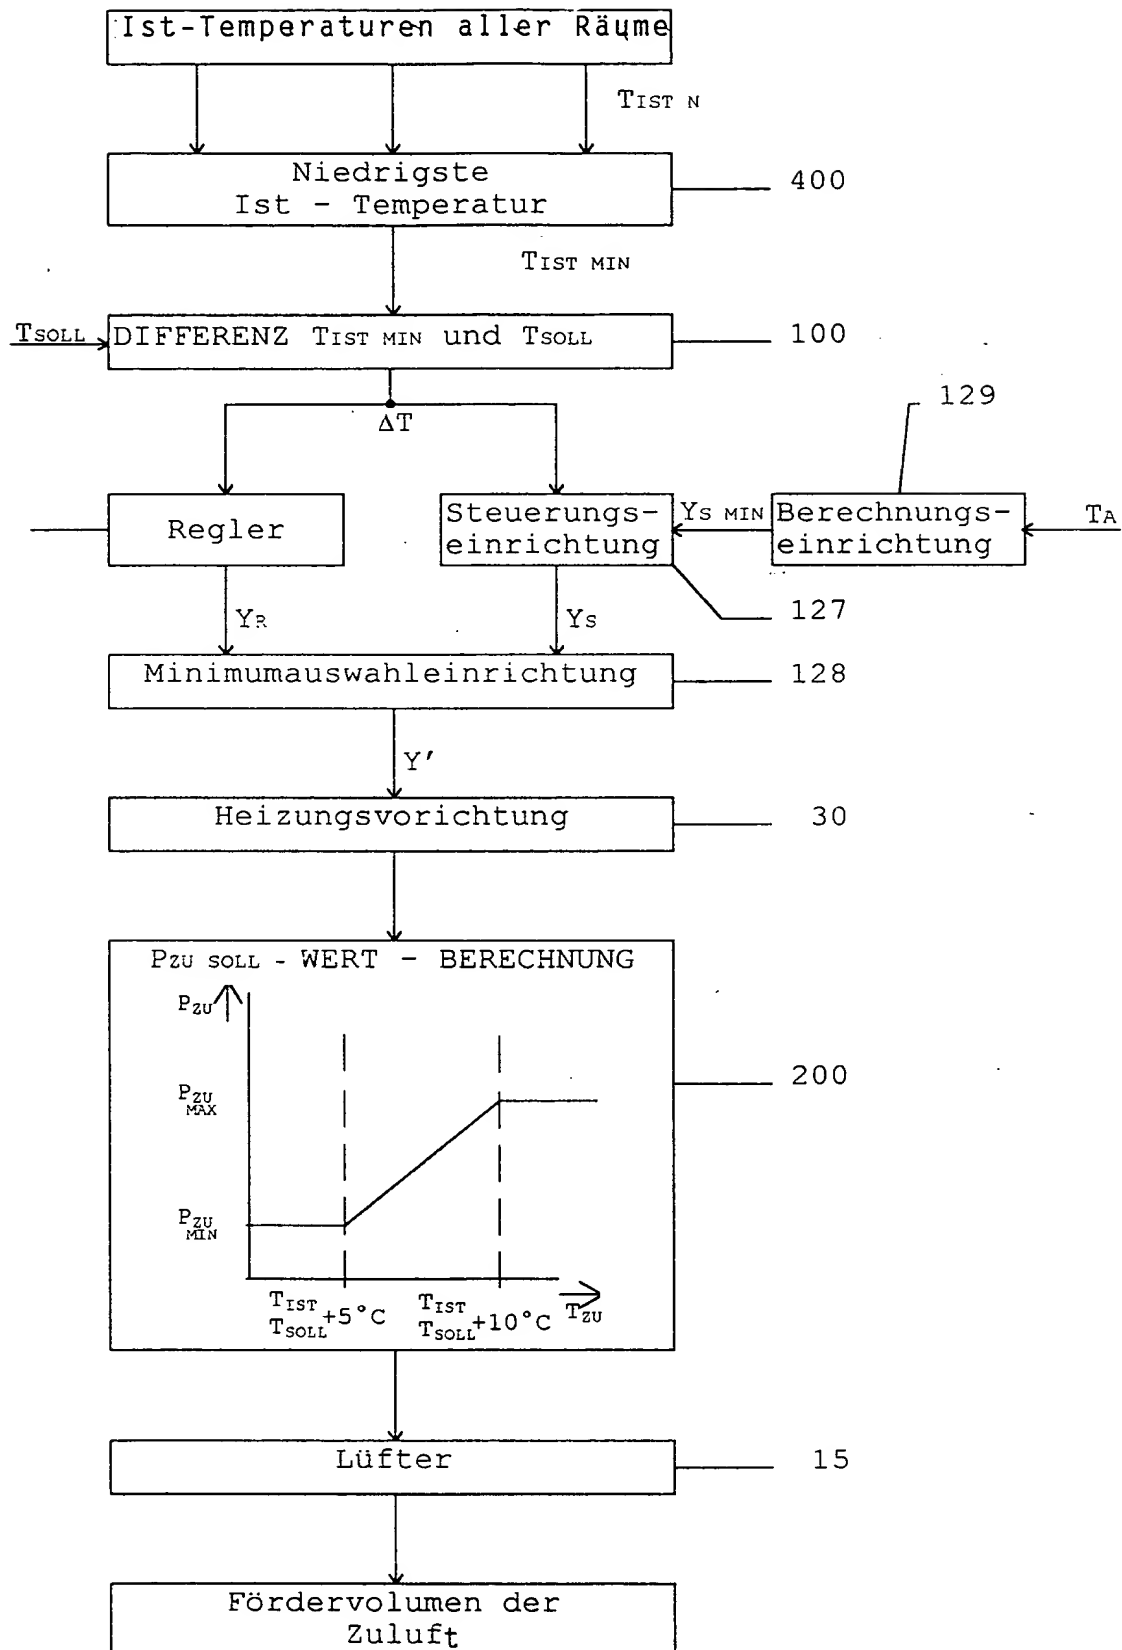 Ist-Temperaturen aller Räume
TIST N
Niedrigste
Ist - Temperatur
400
TIST MIN
TSOLL
DIFFERENZ TIST MIN und TSOLL
100
ΔT
129
Regler
Steuerungs-
einrichtung
YS MIN
Berechnungs-
einrichtung
TA
127
YR
YS
Minimumauswahleinrichtung
128
Y'
Heizungsvorichtung
30
PZU SOLL - WERT - BERECHNUNG
PZU
PZU
MAX
200
PZU
MIN
TIST
TSOLL+5°C
TIST
TSOLL+10°C
TZU
Lüfter
15
Fördervolumen der
Zuluft